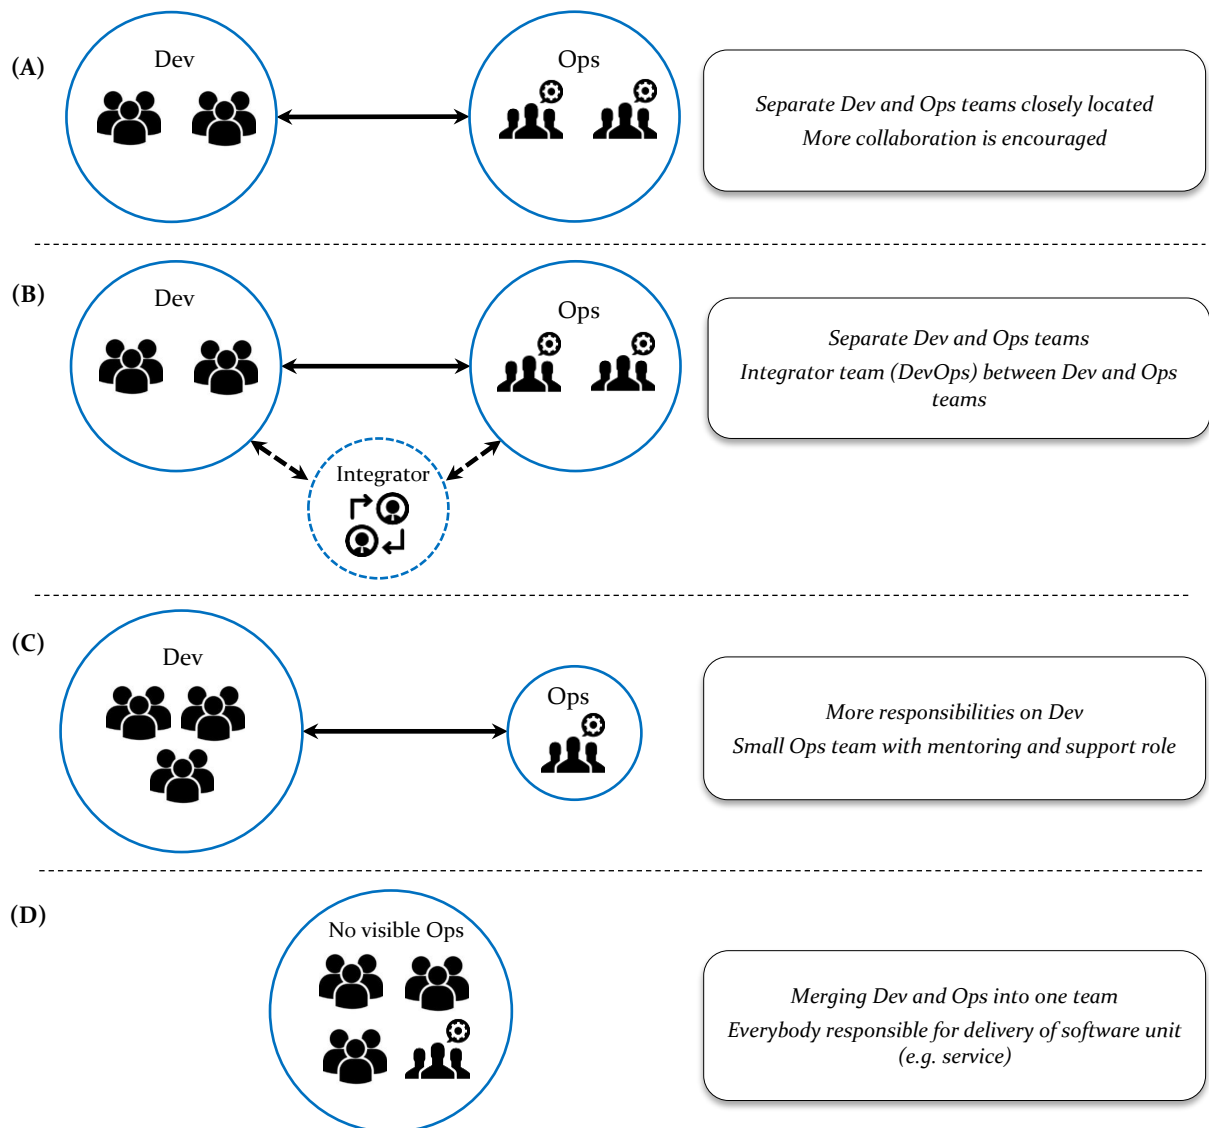 (A)
Dev
Ops
Separate Dev and Ops teams closely located
More collaboration is encouraged
(B)
Dev
Ops
Integrator
Separate Dev and Ops teams
Integrator team (DevOps) between Dev and Ops
teams
(C)
Dev
Ops
More responsibilities on Dev
Small Ops team with mentoring and support role
(D)
No visible Ops
Merging Dev and Ops into one team
Everybody responsible for delivery of software unit
(e.g. service)